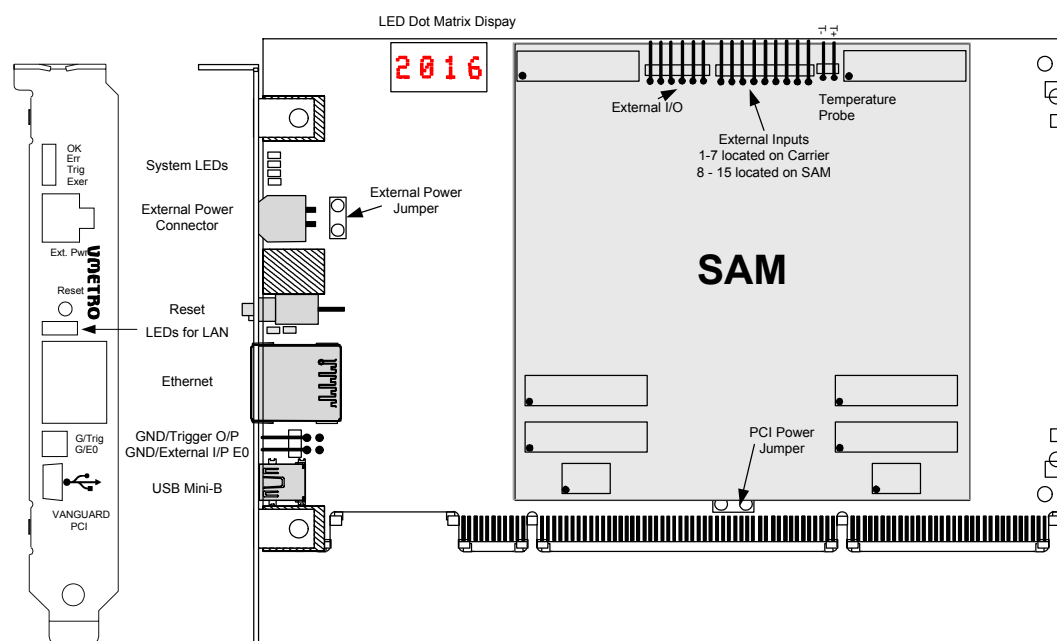 LED Dot Matrix Dispay
2016
T-
T+
External I/O
Temperature
Probe
External Inputs
1-7 located on Carrier
8 - 15 located on SAM
OK
Err
Trig
Exer
System LEDs
External Power
Jumper
External Power
Connector
Ext. Pwr
VMETRO
SAM
Reset
Reset
LEDs for LAN
Ethernet
G/Trig
G/E0
GND/Trigger O/P
GND/External I/P E0
PCI Power
Jumper
USB Mini-B
VANGUARD
PCI